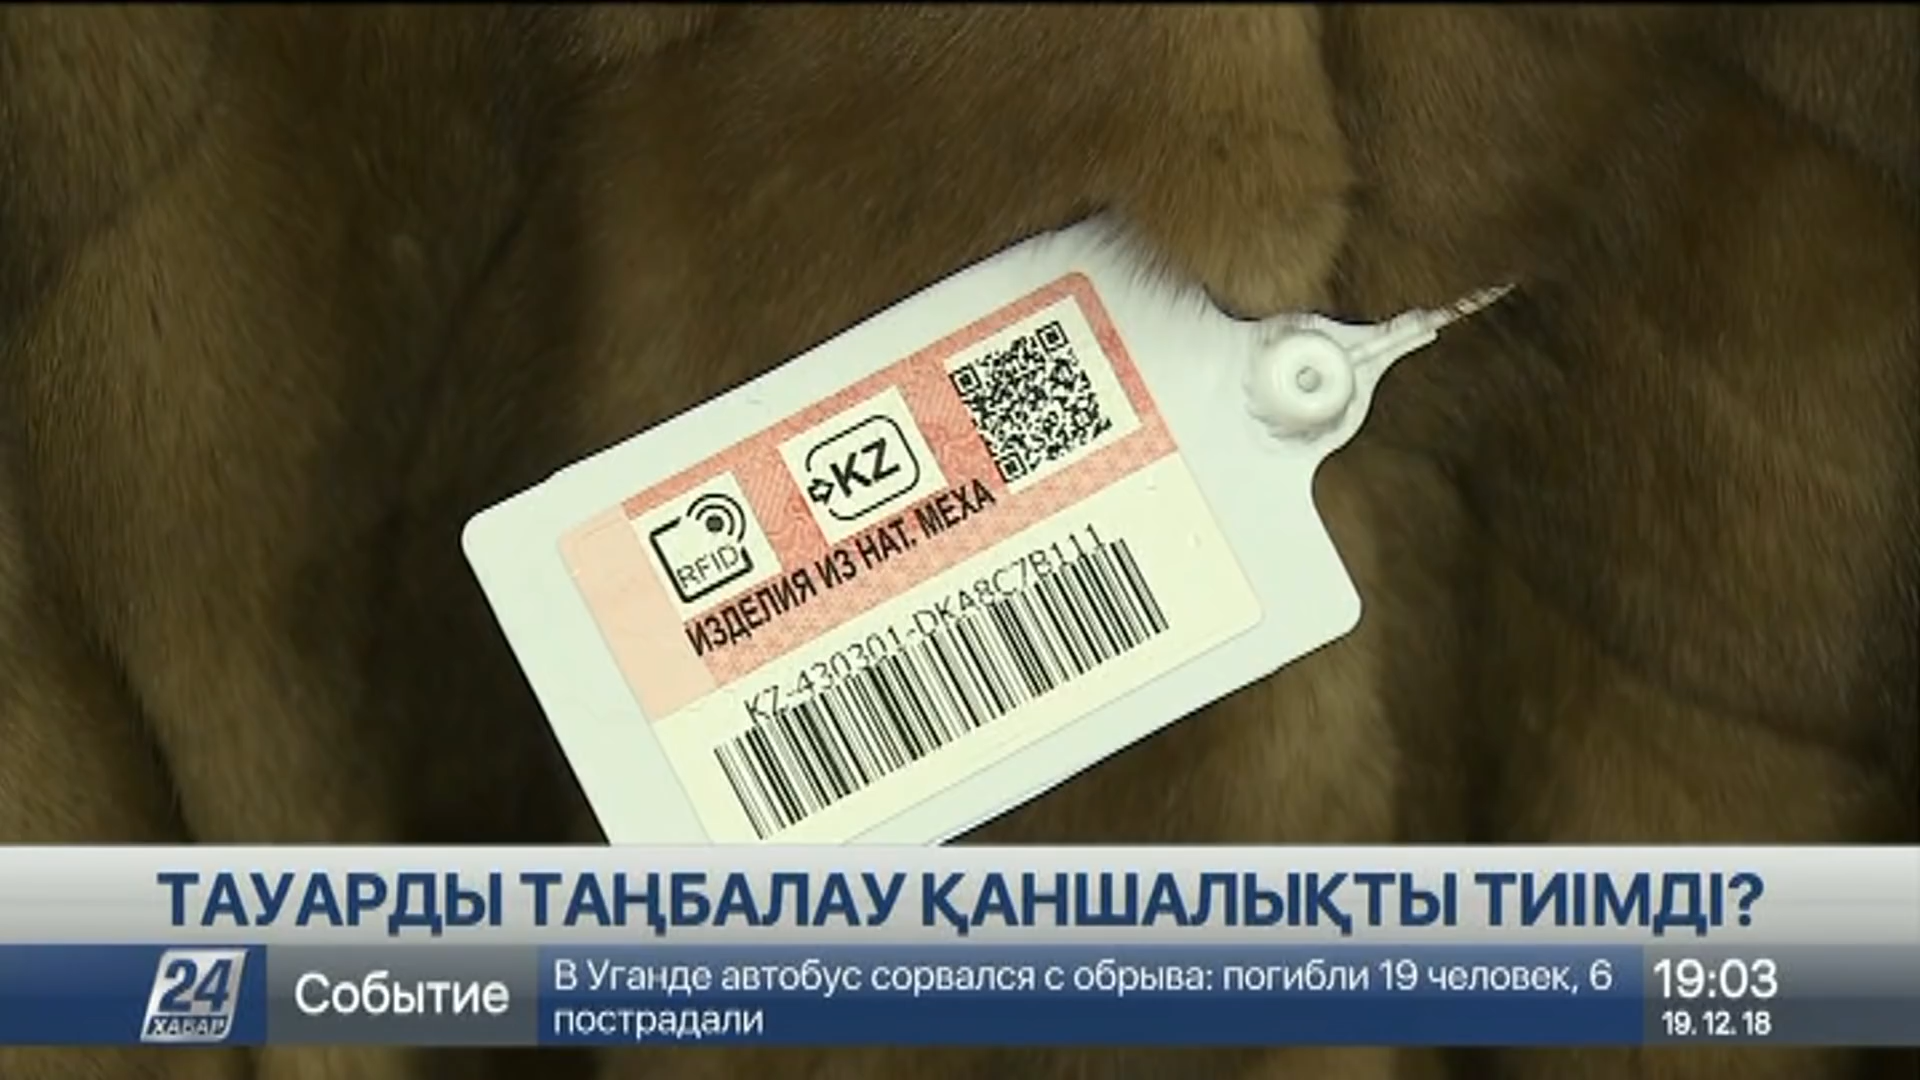 RFID
KZ
ИЗДЕЛИЯ ИЗ НАТ. МЕХА
KZ-430301-DKA8C7B111
ТАУАРДЫ ТАҢБАЛАУ ҚАНШАЛЫҚТЫ ТИІМДІ?
24
ХАБАР
Событие
В Уганде автобус сорвался с обрыва: погибли 19 человек, 6
пострадали
19:03
19.12.18